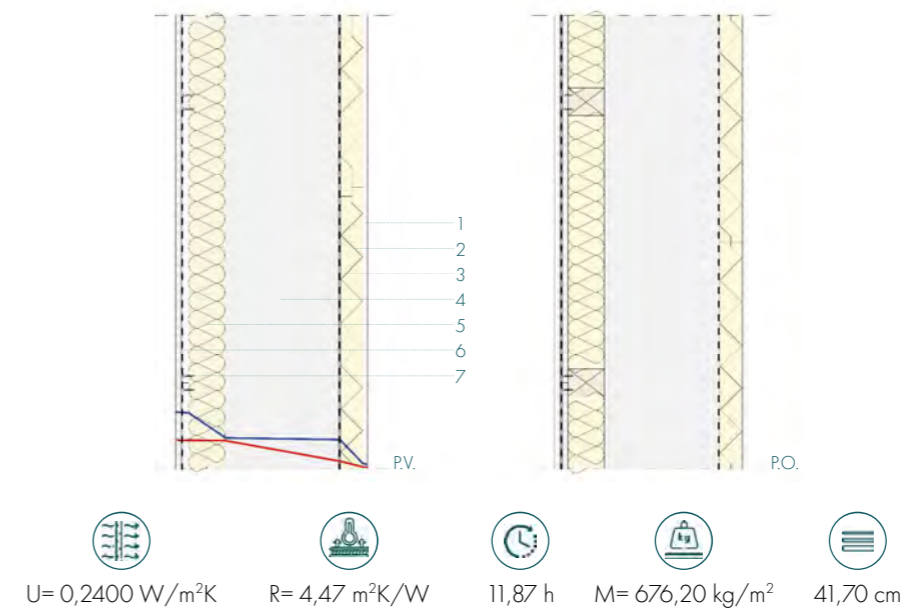 1
2
3
4
5
6
7
P.V.
P.O.
kg
U= 0,2400 W/m²K
R= 4,47 m²K/W
11,87 h
M= 676,20 kg/m²
41,70 cm